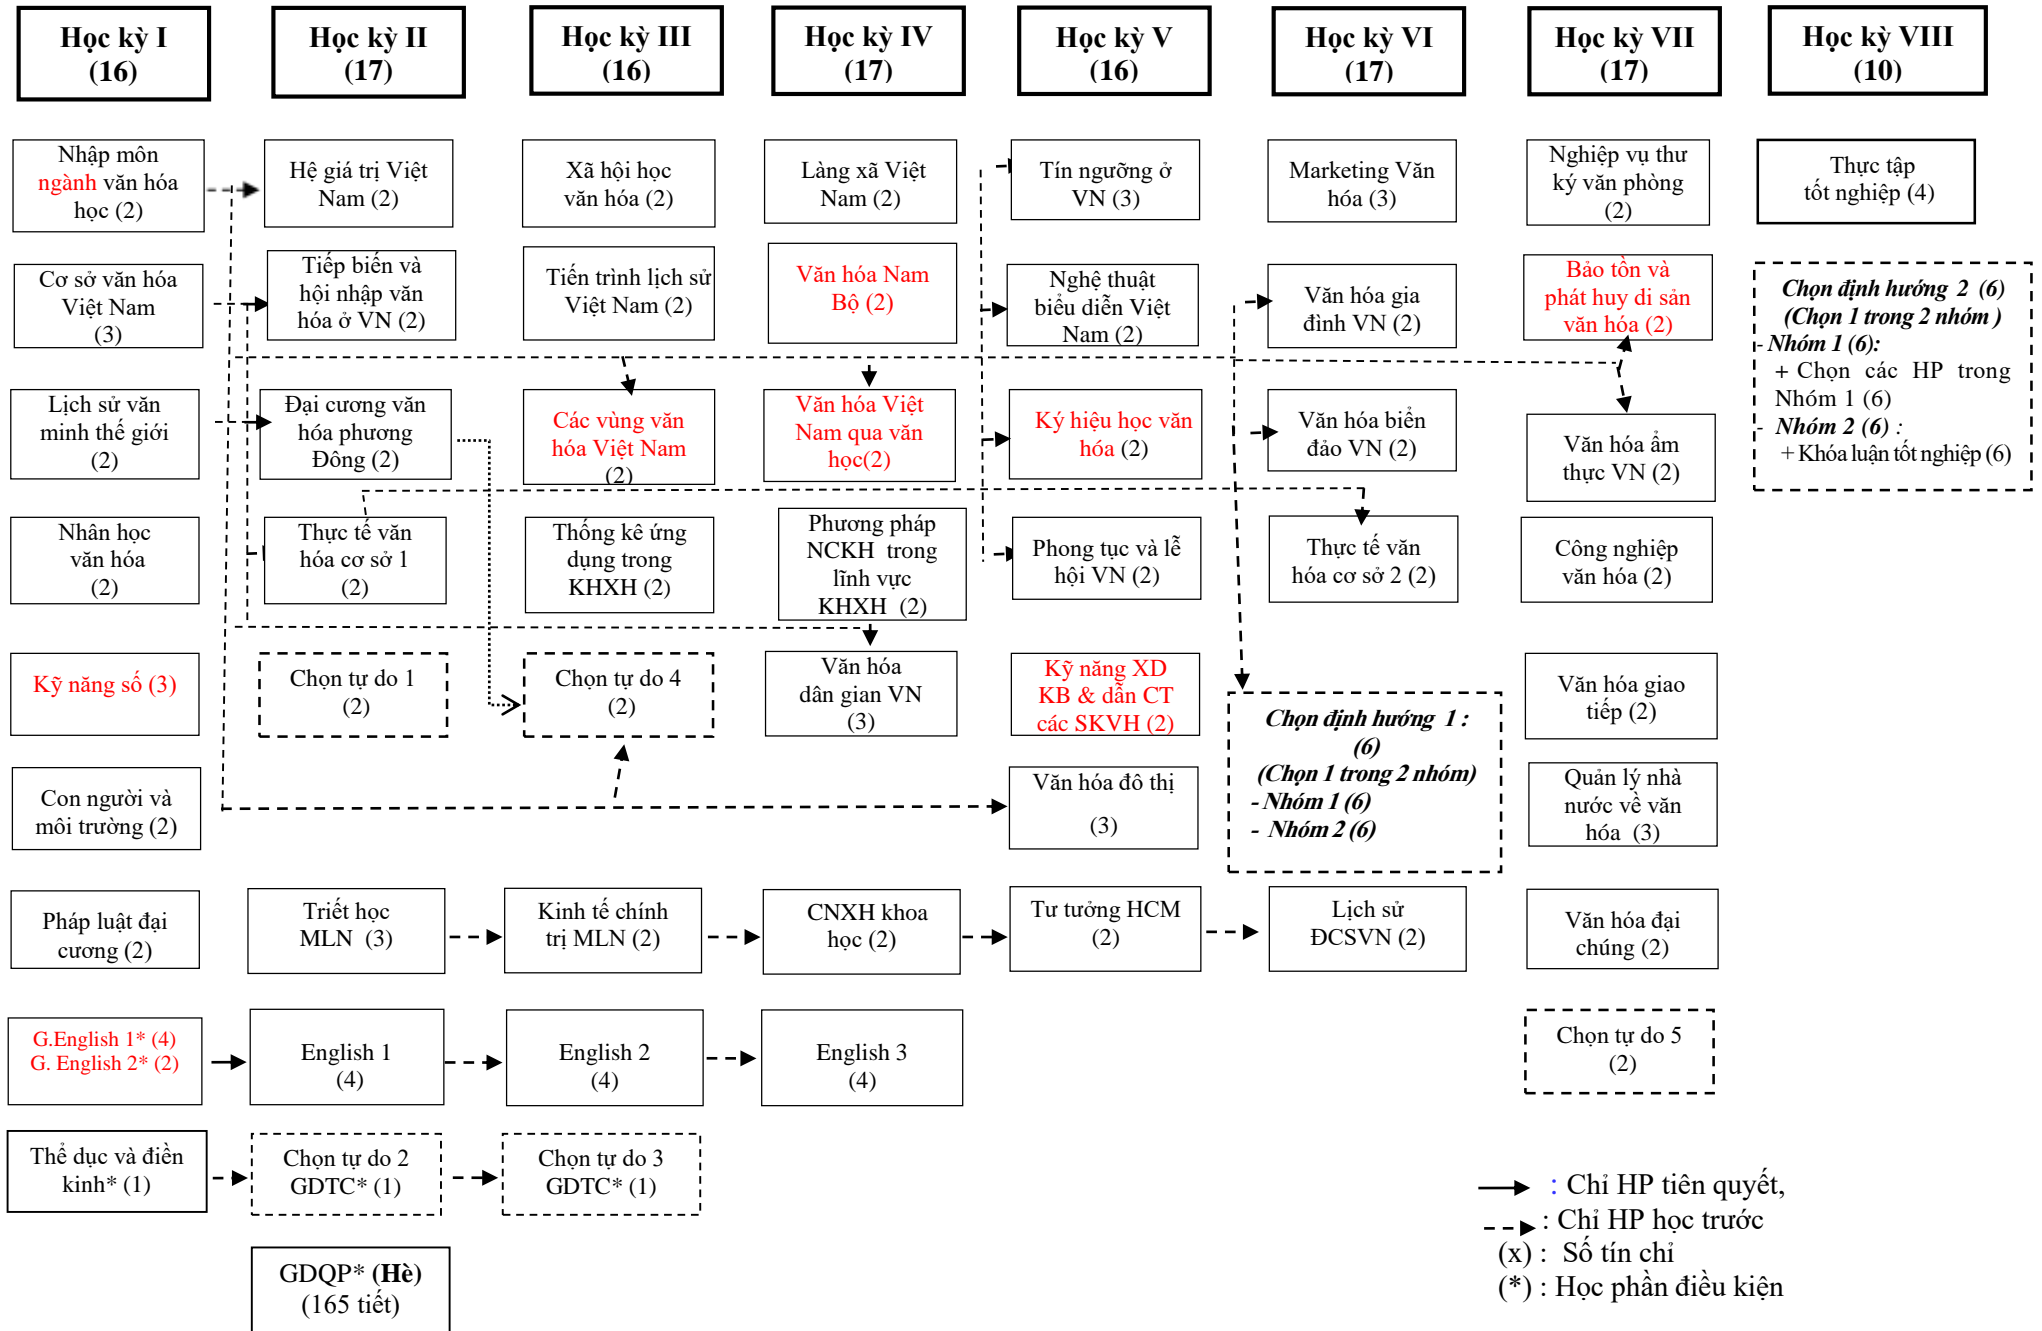 Học kỳ I
(16)
Học kỳ II
(17)
Học kỳ III
(16)
Học kỳ IV
(17)
Học kỳ V
(16)
Học kỳ VI
(17)
Học kỳ VII
(17)
Học kỳ VIII
(10)
Nhập môn
ngành văn hóa
học (2)
Hệ giá trị Việt
Nam (2)
Xã hội học
văn hóa (2)
Làng xã Việt
Nam (2)
Tín ngưỡng ở
VN (3)
Marketing Văn
hóa (3)
Nghiệp vụ thư
ký văn phòng
(2)
Thực tập
tốt nghiệp (4)
Cơ sở văn hóa
Việt Nam
(3)
Tiếp biến và
hội nhập văn
hóa ở VN (2)
Tiến trình lịch sử
Việt Nam (2)
Văn hóa Nam
Bộ (2)
Nghệ thuật
biểu diễn Việt
Nam (2)
Văn hóa gia
đình VN (2)
Bảo tồn và
phát huy di sản
văn hóa (2)
Chọn định hướng 2 (6)
(Chọn 1 trong 2 nhóm )
- Nhóm 1 (6):
+ Chọn các HP trong
Nhóm 1 (6)
- Nhóm 2 (6) :
+ Khóa luận tốt nghiệp (6)
Lịch sử văn
minh thế giới
(2)
Đại cương văn
hóa phương
Đông (2)
Các vùng văn
hóa Việt Nam
(2)
Văn hóa Việt
Nam qua văn
học(2)
Ký hiệu học văn
hóa (2)
Văn hóa biển
đảo VN (2)
Văn hóa ẩm
thực VN (2)
Nhân học
văn hóa
(2)
Thực tế văn
hóa cơ sở 1
(2)
Thống kê ứng
dụng trong
KHXH (2)
Phương pháp
NCKH trong
lĩnh vực
KHXH (2)
Phong tục và lễ
hội VN (2)
Thực tế văn
hóa cơ sở 2 (2)
Công nghiệp
văn hóa (2)
Kỹ năng số (3)
Chọn tự do 1
(2)
Chọn tự do 4
(2)
Văn hóa
dân gian VN
(3)
Kỹ năng XD
KB & dẫn CT
các SKVH (2)
Chọn định hướng 1 :
(6)
(Chọn 1 trong 2 nhóm)
- Nhóm 1 (6)
- Nhóm 2 (6)
Văn hóa giao
tiếp (2)
Con người và
môi trường (2)
Văn hóa đô thị
(3)
Quản lý nhà
nước về văn
hóa (3)
Pháp luật đại
cương (2)
Triết học
MLN (3)
Kinh tế chính
trị MLN (2)
CNXH khoa
học (2)
Tư tưởng HCM
(2)
Lịch sử
ĐCSVN (2)
Văn hóa đại
chúng (2)
G.English 1* (4)
G. English 2* (2)
English 1
(4)
English 2
(4)
English 3
(4)
Chọn tự do 5
(2)
Thể dục và điền
kinh* (1)
Chọn tự do 2
GDTC* (1)
Chọn tự do 3
GDTC* (1)
GDQP* (Hè)
(165 tiết)
: Chỉ HP tiên quyết,
: Chỉ HP học trước
(x) : Số tín chỉ
(*) : Học phần điều kiện